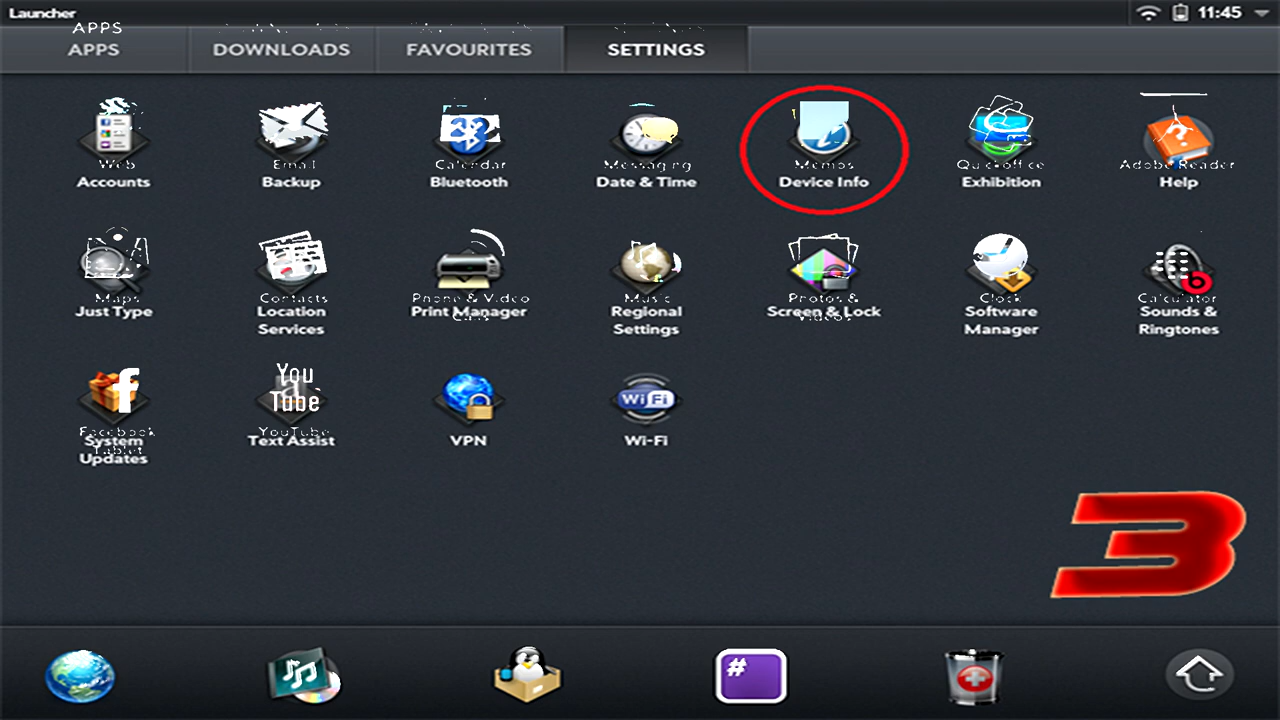 Launcher
11:45
APPS
APPS
DOWNLOADS
FAVOURITES
SETTINGS
Web
Email
Calendar
Messaging
Memos
Quickoffice
Adobe Reader
Accounts
Backup
Bluetooth
Date & Time
Device Info
Exhibition
Help
Maps
Contacts
Phone & Video
Music
Photos &
Clock
Calculator
Just Type
Location
Services
Print Manager
Calls
Regional
Settings
Screen & Lock
Videos
Software
Manager
Sounds &
Ringtones
You
Tube
WiFi
Facebook
YouTube
System
Updates
Tablet
Text Assist
VPN
Wi-Fi
3
#